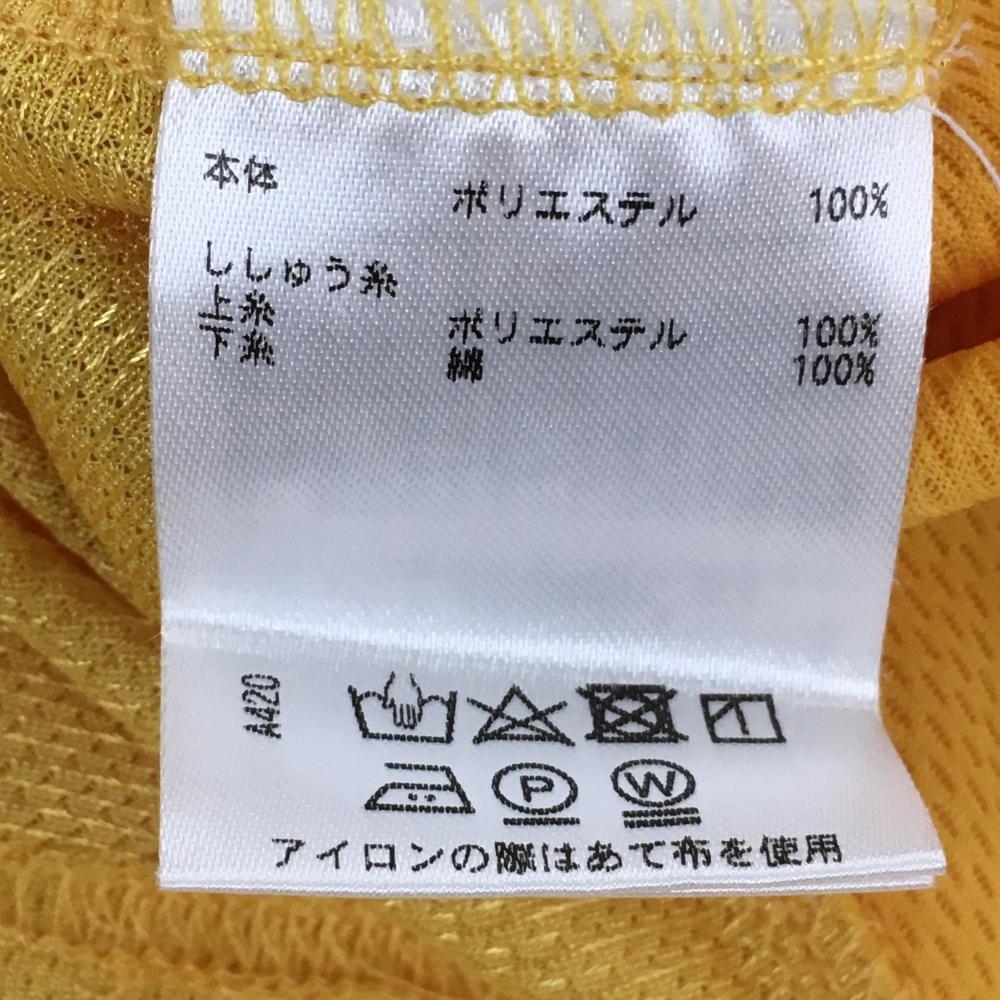 本体
ポリエステル 100%
ししゅう糸
上糸 ポリエステル 100%
下糸 綿 100%
A420
P W
アイロンの際はあて布を使用